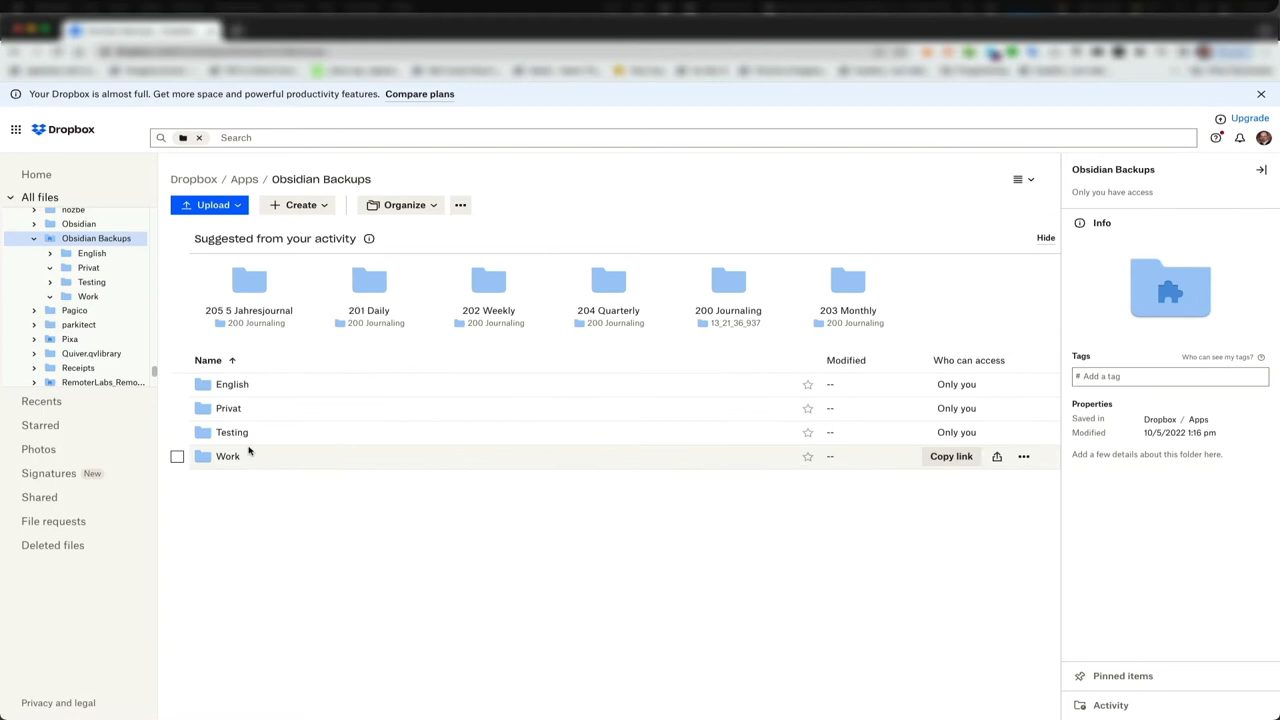 Your Dropbox is almost full. Get more space and powerful productivity features. Compare plans
Upgrade
Dropbox
Search
Home
All files
nozbe
Obsidian
Obsidian Backups
English
Privat
Testing
Work
Pagico
parkitect
Pixa
Quiver.qvlibrary
Receipts
RemoterLabs_Remo...
Recents
Starred
Photos
Signatures New
Shared
File requests
Deleted files
Privacy and legal
Dropbox / Apps / Obsidian Backups
Upload
Create
Organize
Suggested from your activity
Hide
205 5 Jahresjournal
200 Journaling
201 Daily
200 Journaling
202 Weekly
200 Journaling
204 Quarterly
200 Journaling
200 Journaling
13_21_36_937
203 Monthly
200 Journaling
Name Modified Who can access
English -- Only you
Privat -- Only you
Testing -- Only you
Work -- Copy link
Obsidian Backups
Only you have access
Info
Tags Who can see my tags?
# Add a tag
Properties
Saved in Dropbox / Apps
Modified 10/5/2022 1:16 pm
Add a few details about this folder here.
Pinned items
Activity